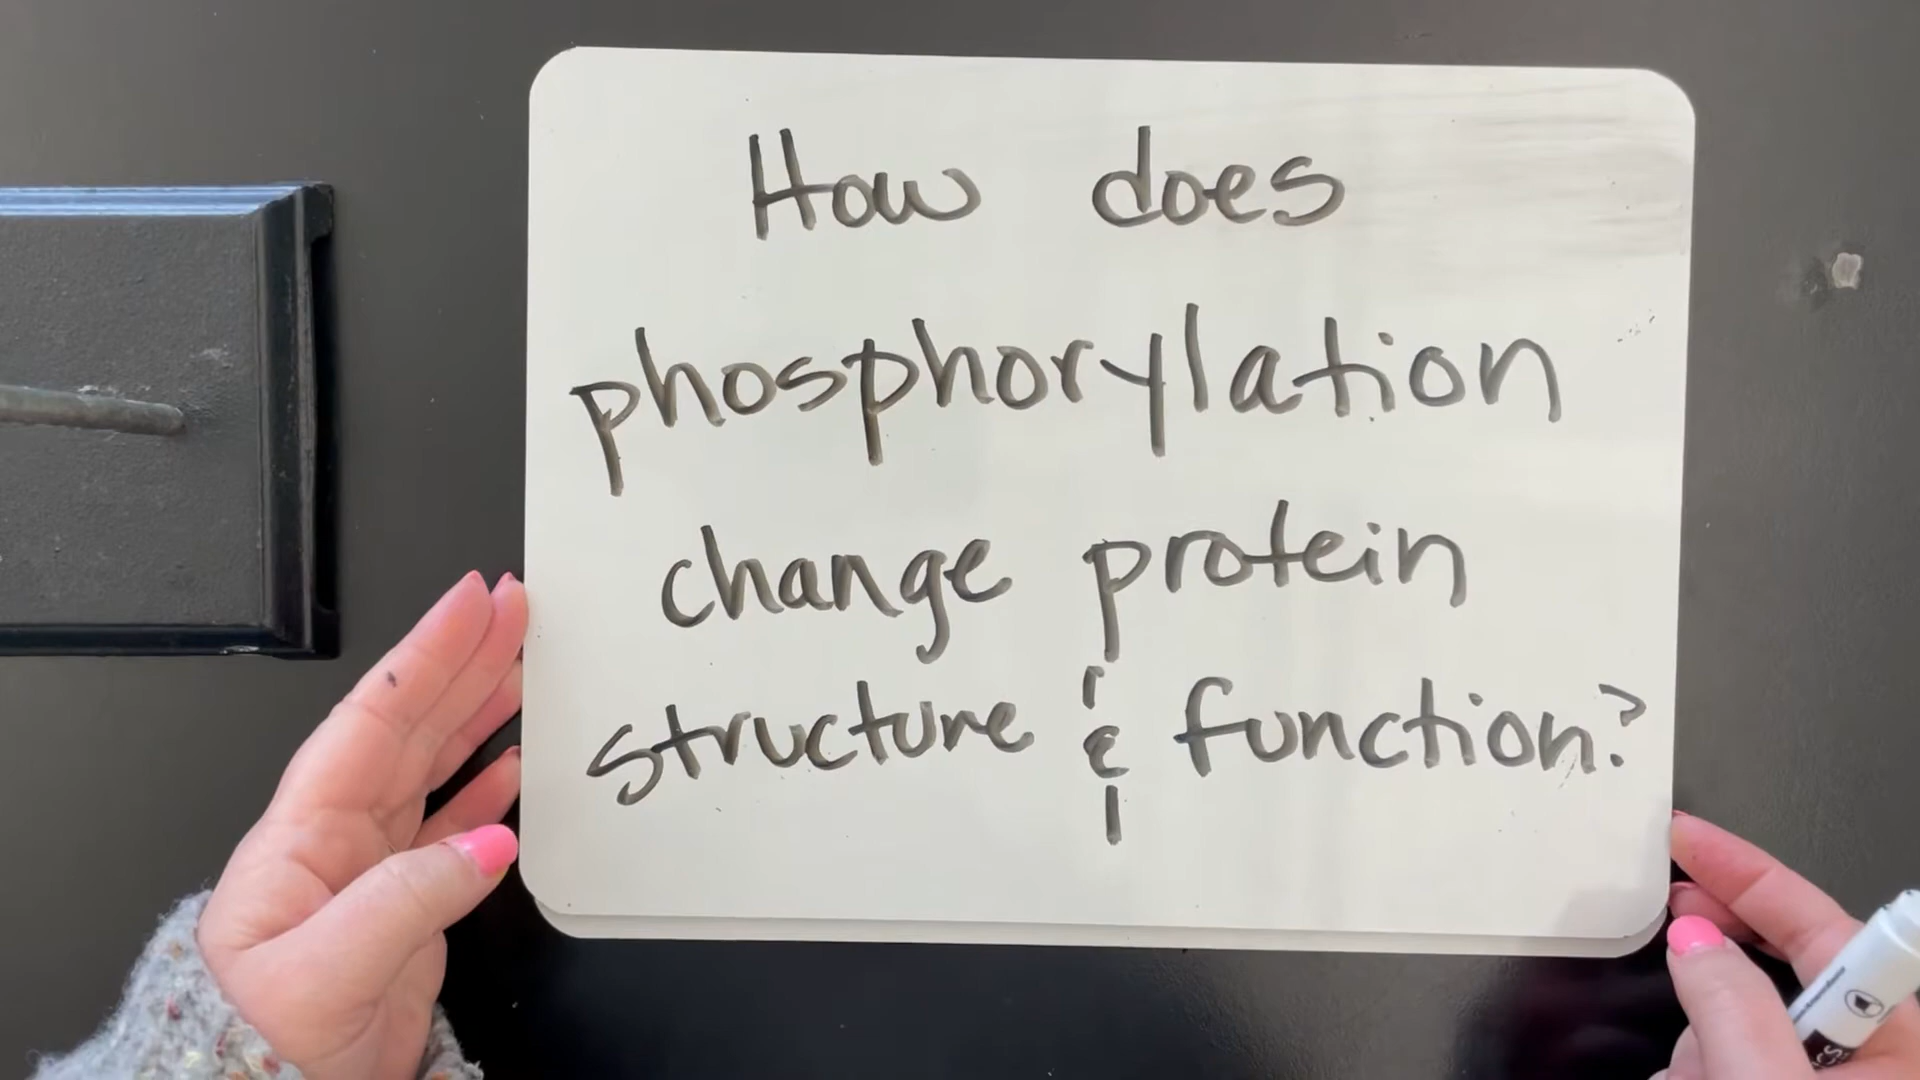 How does
phosphorylation
change protein
structure & function?